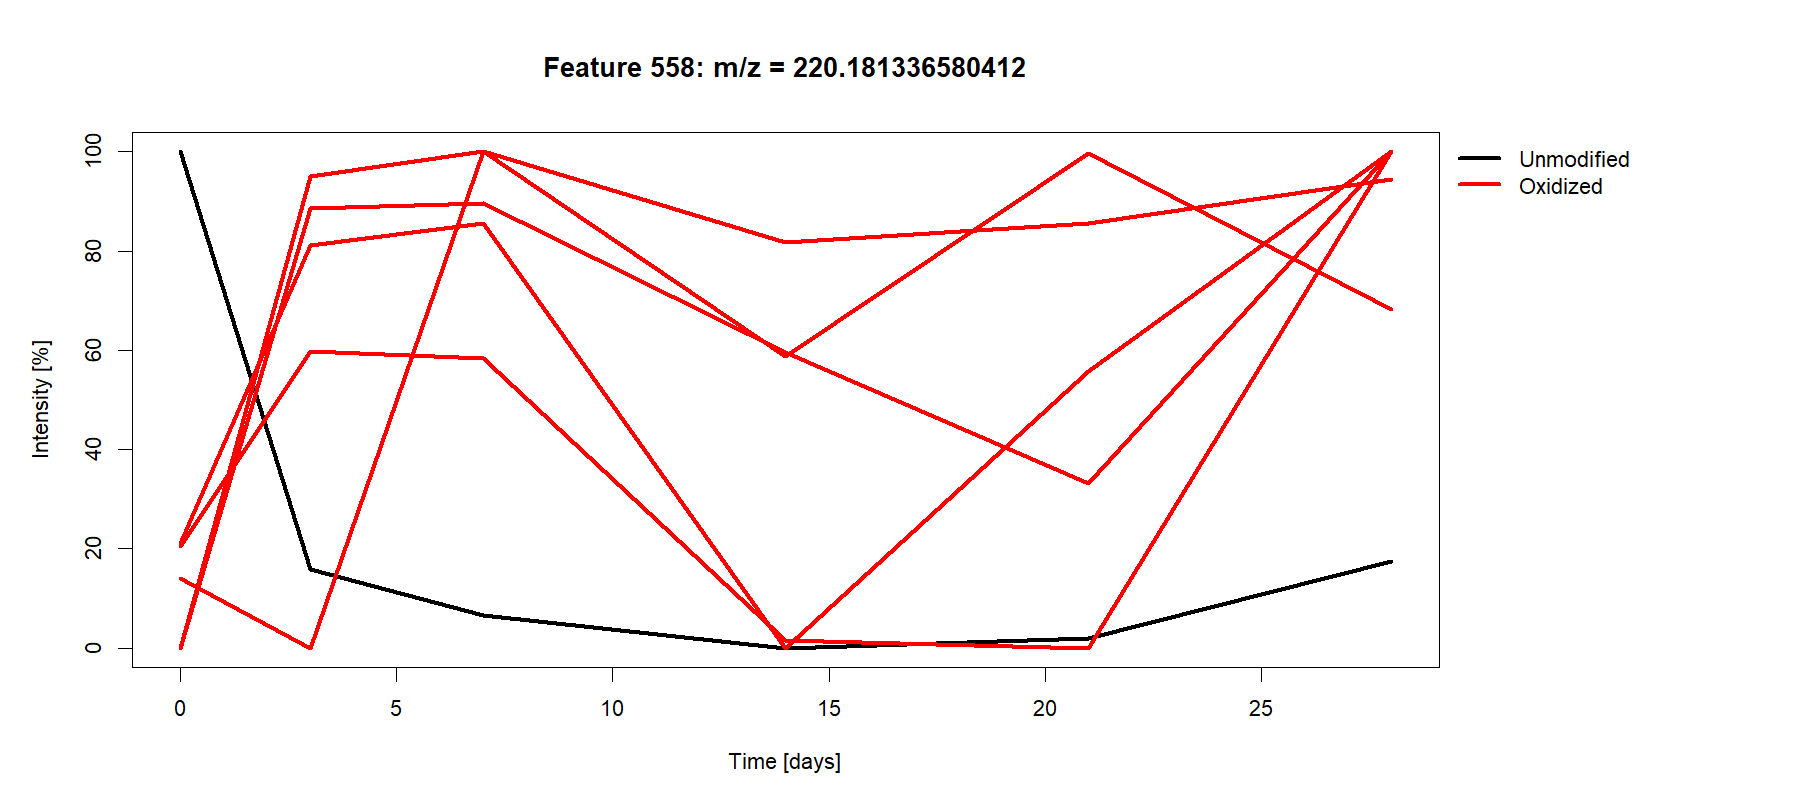 Feature 558: m/z = 220.181336580412
Unmodified
Oxidized
Intensity [%]
100
80
60
40
20
0
0 5 10 15 20 25
Time [days]